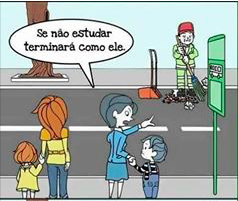 Se não estudar
terminará como ele.